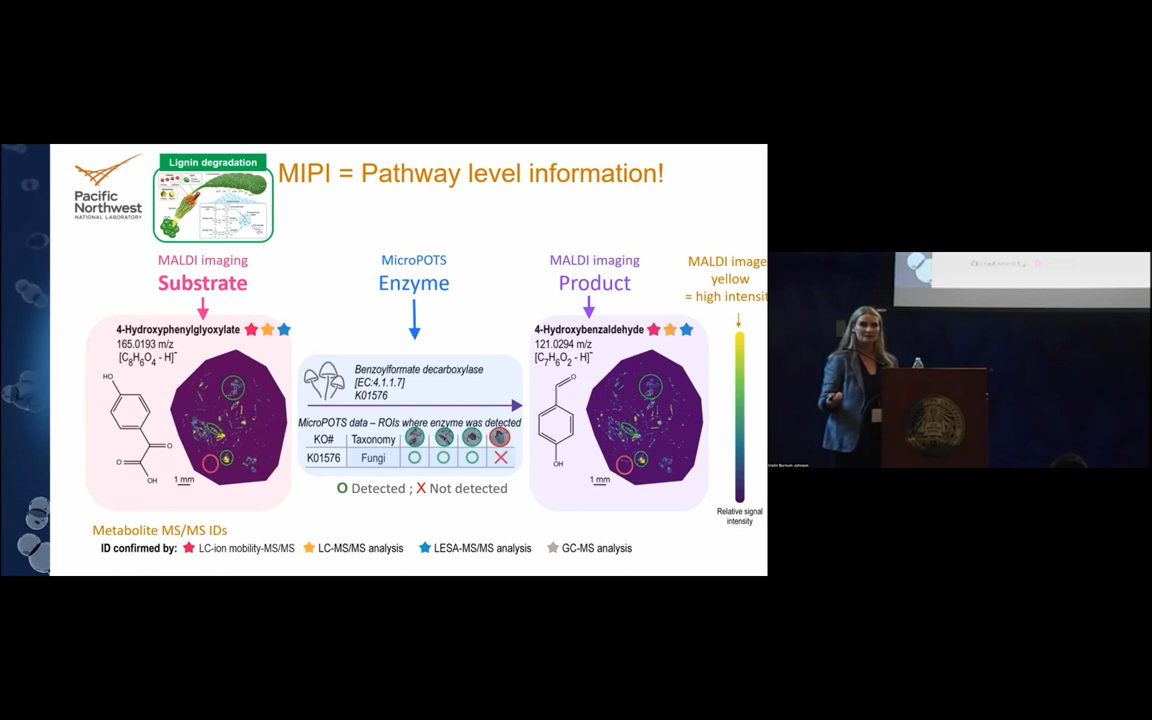 Pacific
Northwest
NATIONAL LABORATORY
Lignin degradation
MIPI = Pathway level information!
MALDI imaging
Substrate
MicroPOTS
Enzyme
MALDI imaging
Product
MALDI image
yellow
= high intensit
4-Hydroxyphenylglyoxylate
165.0193 m/z
[C8H6O4 - H]-
HO
O
O
OH
1 mm
Benzoylformate decarboxylase
[EC:4.1.1.7]
K01576
MicroPOTS data – ROIs where enzyme was detected
KO# Taxonomy
K01576 Fungi O O O X
O Detected ; X Not detected
4-Hydroxybenzaldehyde
121.0294 m/z
[C7H6O2 - H]-
O
OH
1 mm
Relative signal
intensity
Metabolite MS/MS IDs
ID confirmed by: LC-ion mobility-MS/MS LC-MS/MS analysis LESA-MS/MS analysis GC-MS analysis